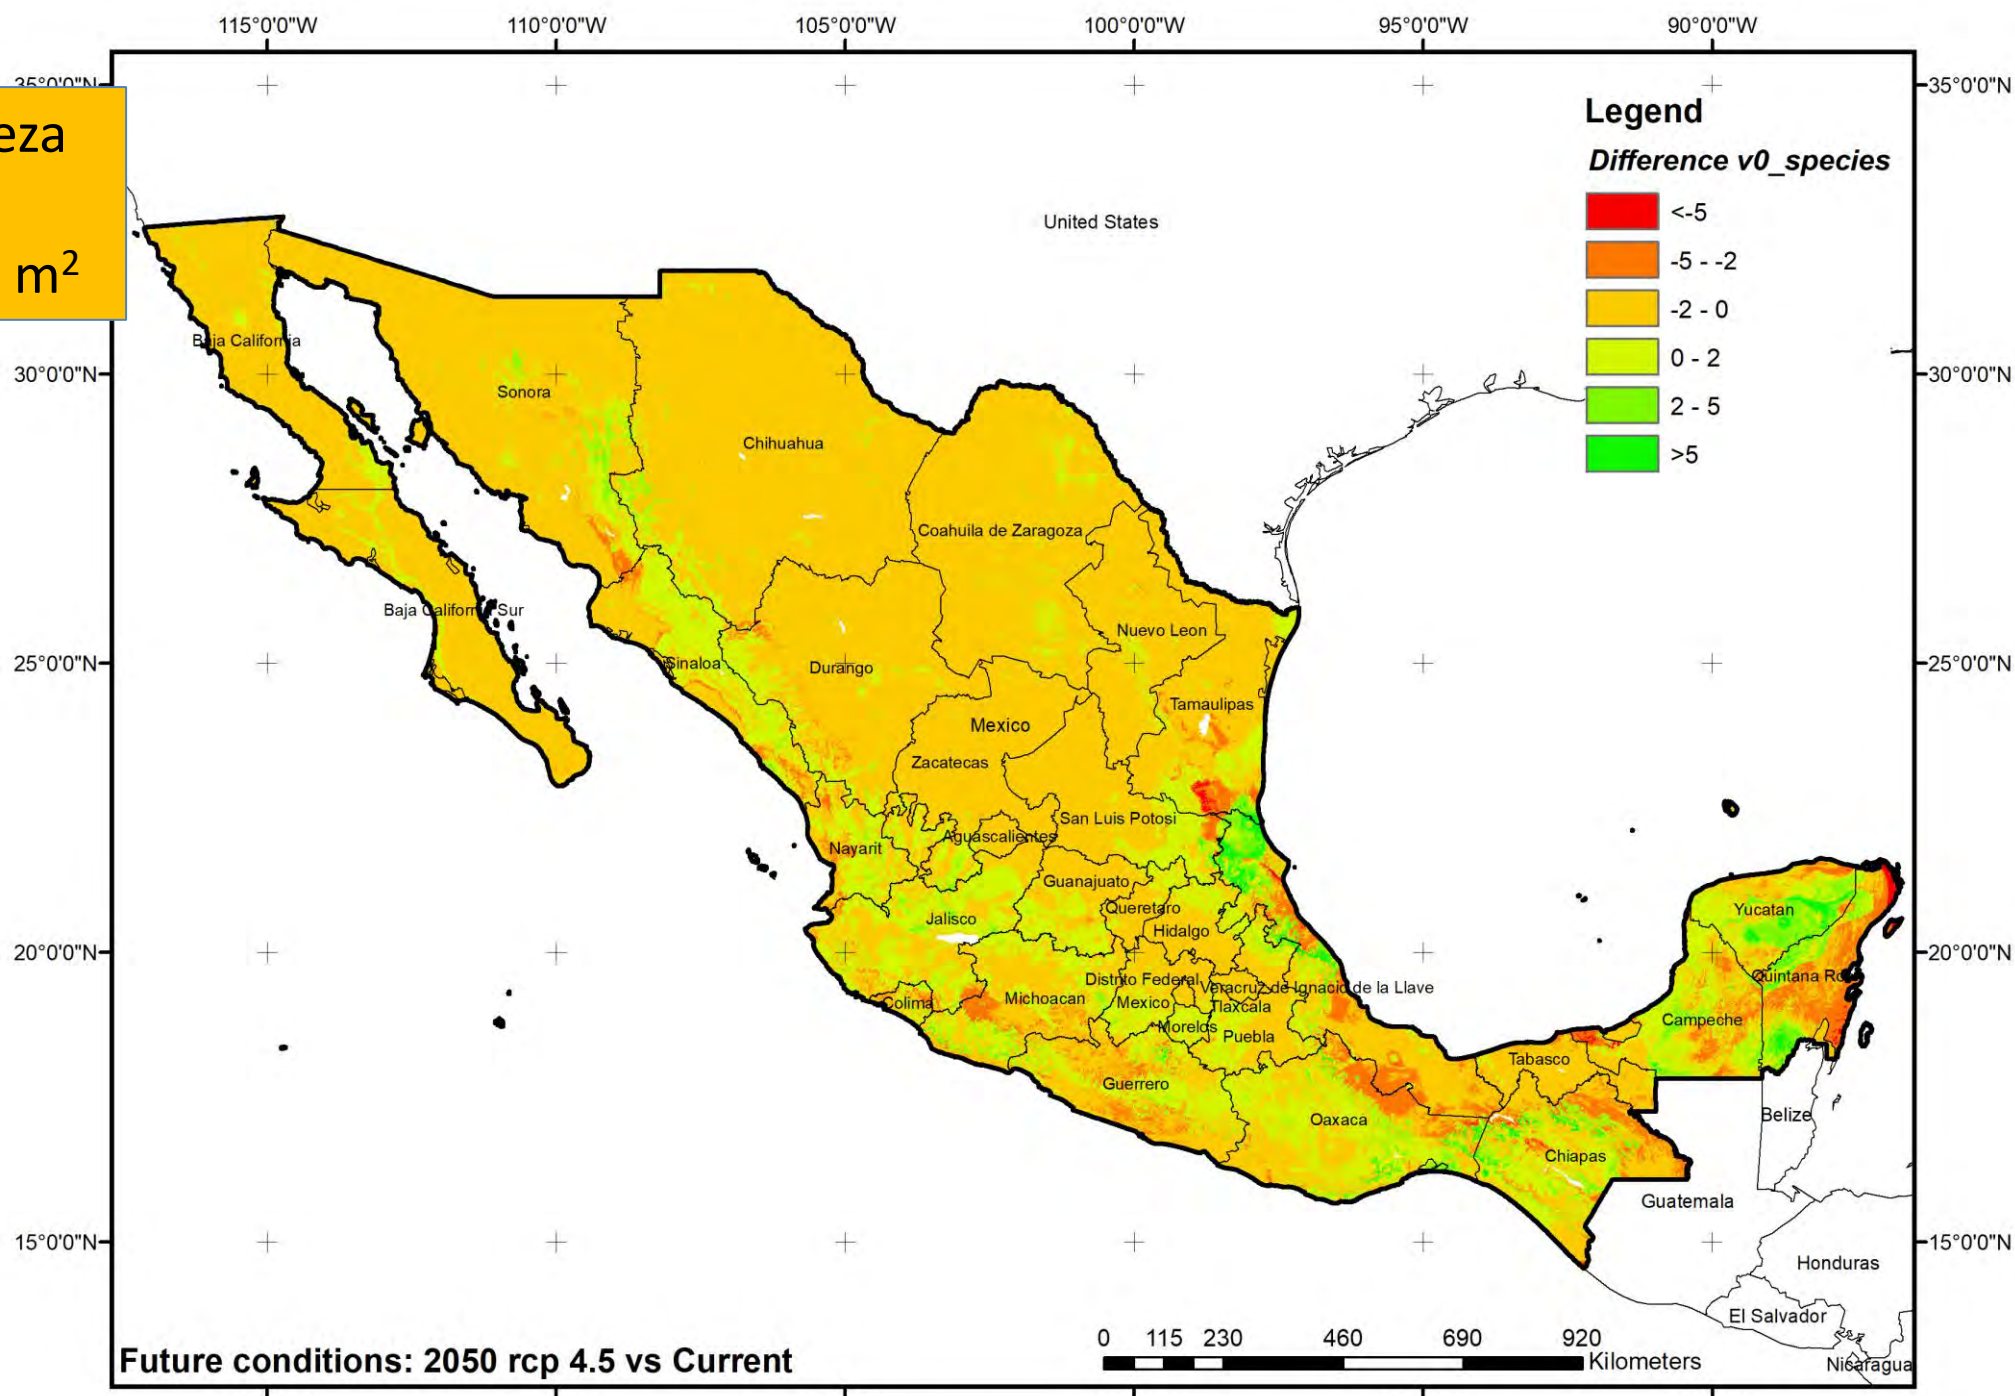 115°0'0"W 110°0'0"W 105°0'0"W 100°0'0"W 95°0'0"W 90°0'0"W
35°0'0"N 35°0'0"N
eza
m²
Legend
Difference v0_species
<-5
-5 - -2
-2 - 0
0 - 2
2 - 5
>5
United States
Baja California
30°0'0"N 30°0'0"N
Sonora
Chihuahua
Coahuila de Zaragoza
Baja California Sur
Nuevo Leon
25°0'0"N 25°0'0"N
Sinaloa
Durango
Tamaulipas
Mexico
Zacatecas
San Luis Potosi
Aguascalientes
Nayarit
Guanajuato
Yucatan
Queretaro
Jalisco
Hidalgo
20°0'0"N 20°0'0"N
Distrito Federal
Quintana Ro
Veracruz de Ignacio de la Llave
Michoacan
Colima
Mexico
Tlaxcala
Campeche
Morelos
Puebla
Tabasco
Guerrero
Oaxaca
Belize
Chiapas
Guatemala
15°0'0"N 15°0'0"N
Honduras
El Salvador
Nicaragua
0 115 230 460 690 920
Kilometers
Future conditions: 2050 rcp 4.5 vs Current